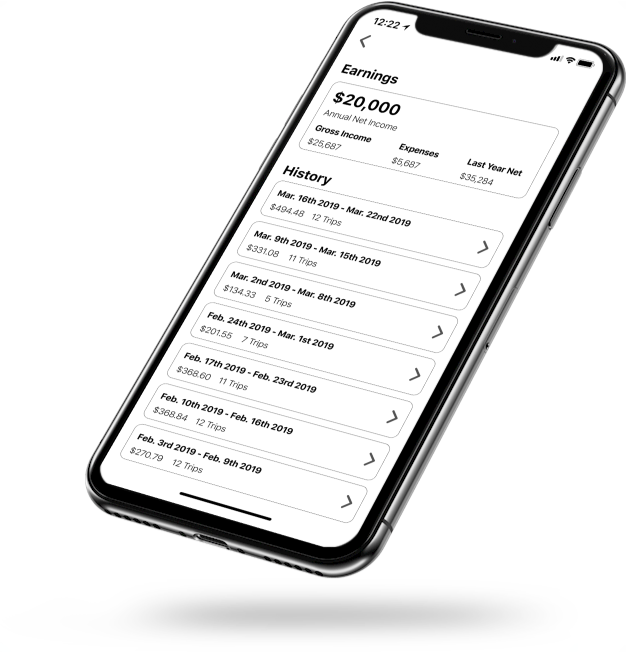 12:22
Earnings
$20,000
Annual Net Income
Gross Income Expenses Last Year Net
$25,687 $5,687 $35,284
History
Mar. 16th 2019 - Mar. 22nd 2019
$494.48 12 Trips
Mar. 9th 2019 - Mar. 15th 2019
$331.08 11 Trips
Mar. 2nd 2019 - Mar. 8th 2019
$134.33 5 Trips
Feb. 24th 2019 - Mar. 1st 2019
$201.55 7 Trips
Feb. 17th 2019 - Feb. 23rd 2019
$368.60 11 Trips
Feb. 10th 2019 - Feb. 16th 2019
$368.84 12 Trips
Feb. 3rd 2019 - Feb. 9th 2019
$270.79 12 Trips